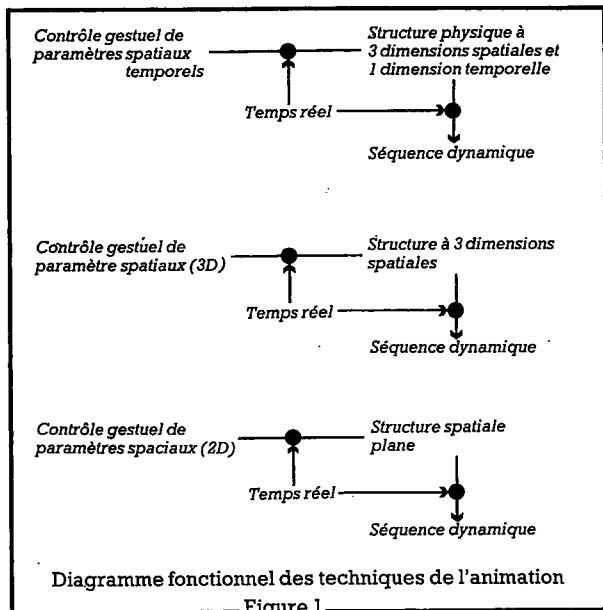 Contrôle gestuel de
paramètres spatiaux
temporels
Structure physique à
3 dimensions spatiales et
1 dimension temporelle
Temps réel
Séquence dynamique
Contrôle gestuel de
paramètre spatiaux (3D)
Structure à 3 dimensions
spatiales
Temps réel
Séquence dynamique
Contrôle gestuel de
paramètres spaciaux (2D)
Structure spatiale
plane
Temps réel
Séquence dynamique
Diagramme fonctionnel des techniques de l'animation
Figure 1